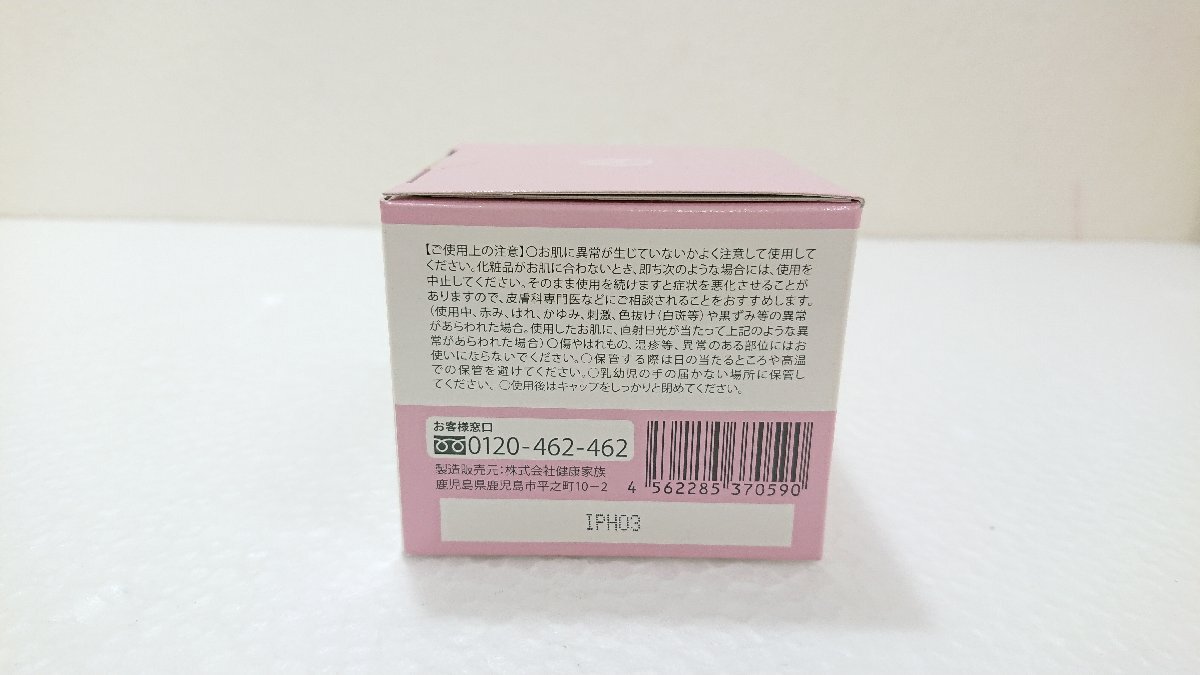 【ご使用上の注意】〇お肌に異常が生じていないかよく注意して使用して
ください。化粧品がお肌に合わないとき、即ち次のような場合には、使用を
中止してください。そのまま使用を続けますと症状を悪化させることが
ありますので、皮膚科専門医などにご相談されることをおすすめします。
(使用中、赤み、はれ、かゆみ、刺激、色抜け(白斑等)や黒ずみ等の異常
があらわれた場合。使用したお肌に、直射日光が当たって上記のような異
常があらわれた場合)〇傷やはれもの、湿疹等、異常のある部位にはお
使いにならないでください。〇保管する際は日の当たるところや高温
での保管を避けてください。〇乳幼児の手の届かない場所に保管し
てください。〇使用後はキャップをしっかりと閉めてください。
お客様窓口
0120-462-462
製造販売元:株式会社健康家族
鹿児島県鹿児島市平之町10-2
4 562285 370590
IPH03